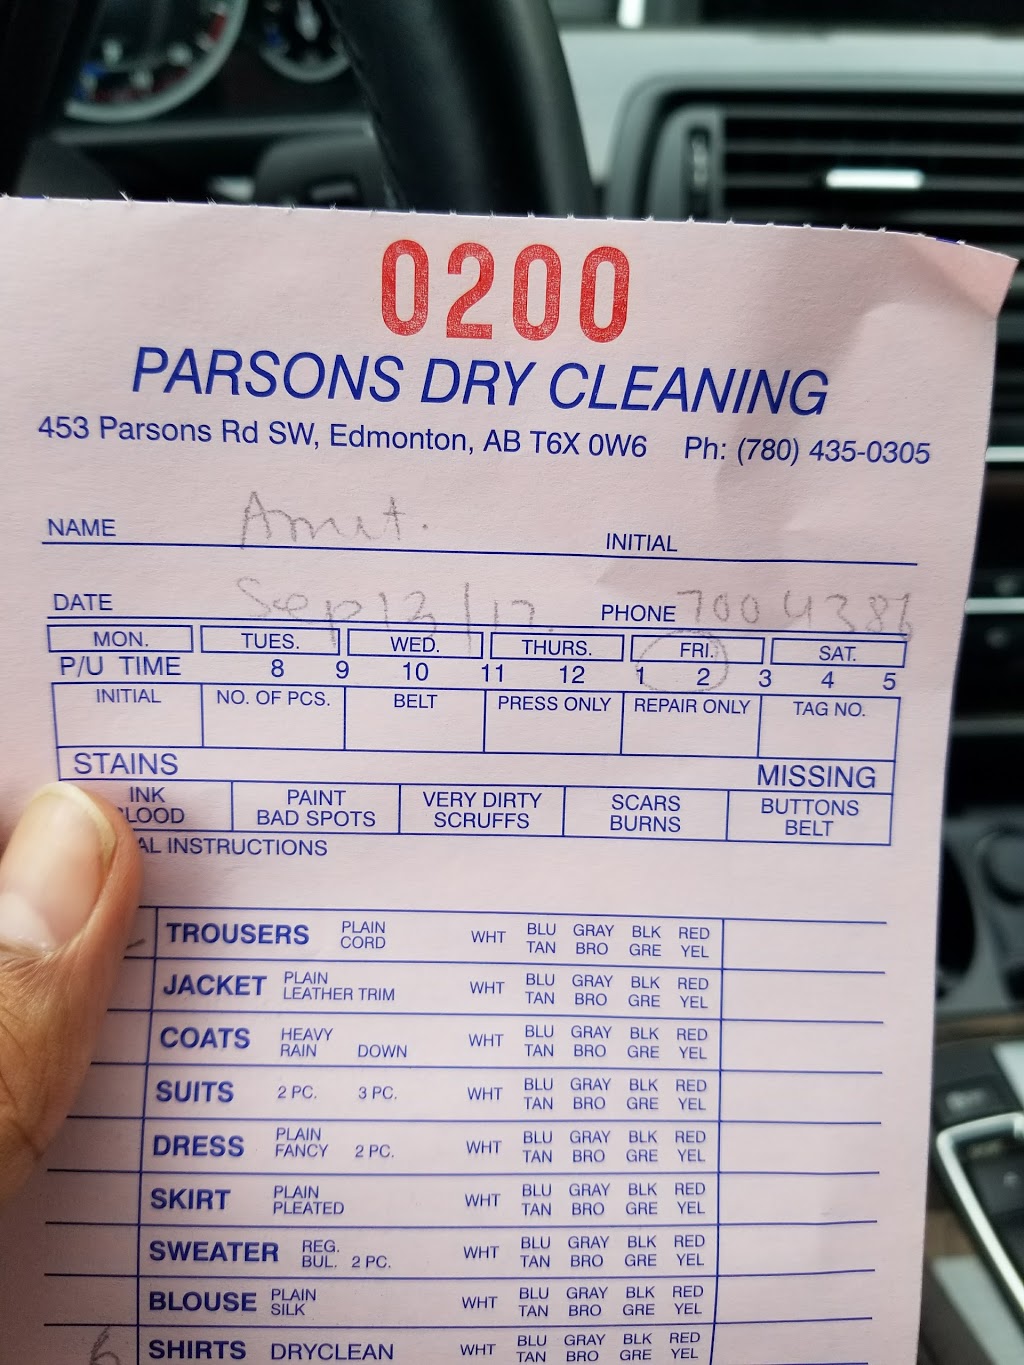 0200
PARSONS DRY CLEANING
453 Parsons Rd SW, Edmonton, AB T6X 0W6 Ph: (780) 435-0305
NAME Amit. INITIAL
DATE Sep 13/17. PHONE 7004386
MON. TUES. WED. THURS. FRI. SAT.
P/U TIME 8 9 10 11 12 1 2 3 4 5
INITIAL NO. OF PCS. BELT PRESS ONLY REPAIR ONLY TAG NO.
STAINS MISSING
INK PAINT VERY DIRTY SCARS BUTTONS
LOOD BAD SPOTS SCRUFFS BURNS BELT
AL INSTRUCTIONS
TROUSERS PLAIN CORD WHT BLU TAN GRAY BRO BLK GRE RED YEL
JACKET PLAIN LEATHER TRIM WHT BLU TAN GRAY BRO BLK GRE RED YEL
COATS HEAVY RAIN DOWN WHT BLU TAN GRAY BRO BLK GRE RED YEL
SUITS 2 PC. 3 PC. WHT BLU TAN GRAY BRO BLK GRE RED YEL
DRESS PLAIN FANCY 2 PC. WHT BLU TAN GRAY BRO BLK GRE RED YEL
SKIRT PLAIN PLEATED WHT BLU TAN GRAY BRO BLK GRE RED YEL
SWEATER REG. BUL. 2 PC. WHT BLU TAN GRAY BRO BLK GRE RED YEL
BLOUSE PLAIN SILK WHT BLU TAN GRAY BRO BLK GRE RED YEL
6 SHIRTS DRYCLEAN WHT BLU TAN GRAY BRO BLK GRE RED YEL